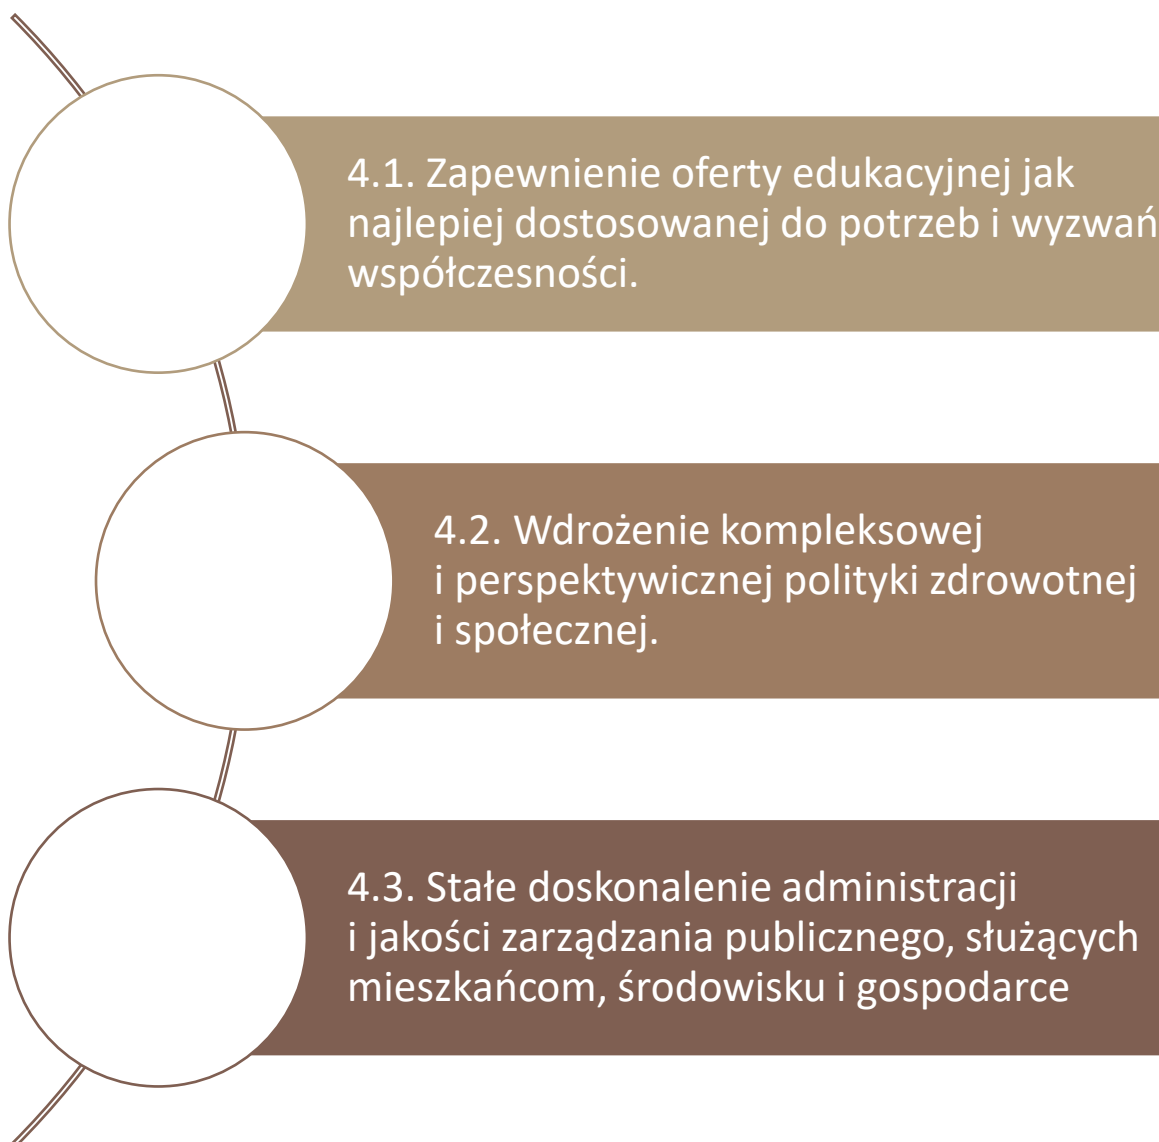 4.1. Zapewnienie oferty edukacyjnej jak
najlepiej dostosowanej do potrzeb i wyzwań
współczesności.
4.2. Wdrożenie kompleksowej
i perspektywicznej polityki zdrowotnej
i społecznej.
4.3. Stałe doskonalenie administracji
i jakości zarządzania publicznego, służących
mieszkańcom, środowisku i gospodarce